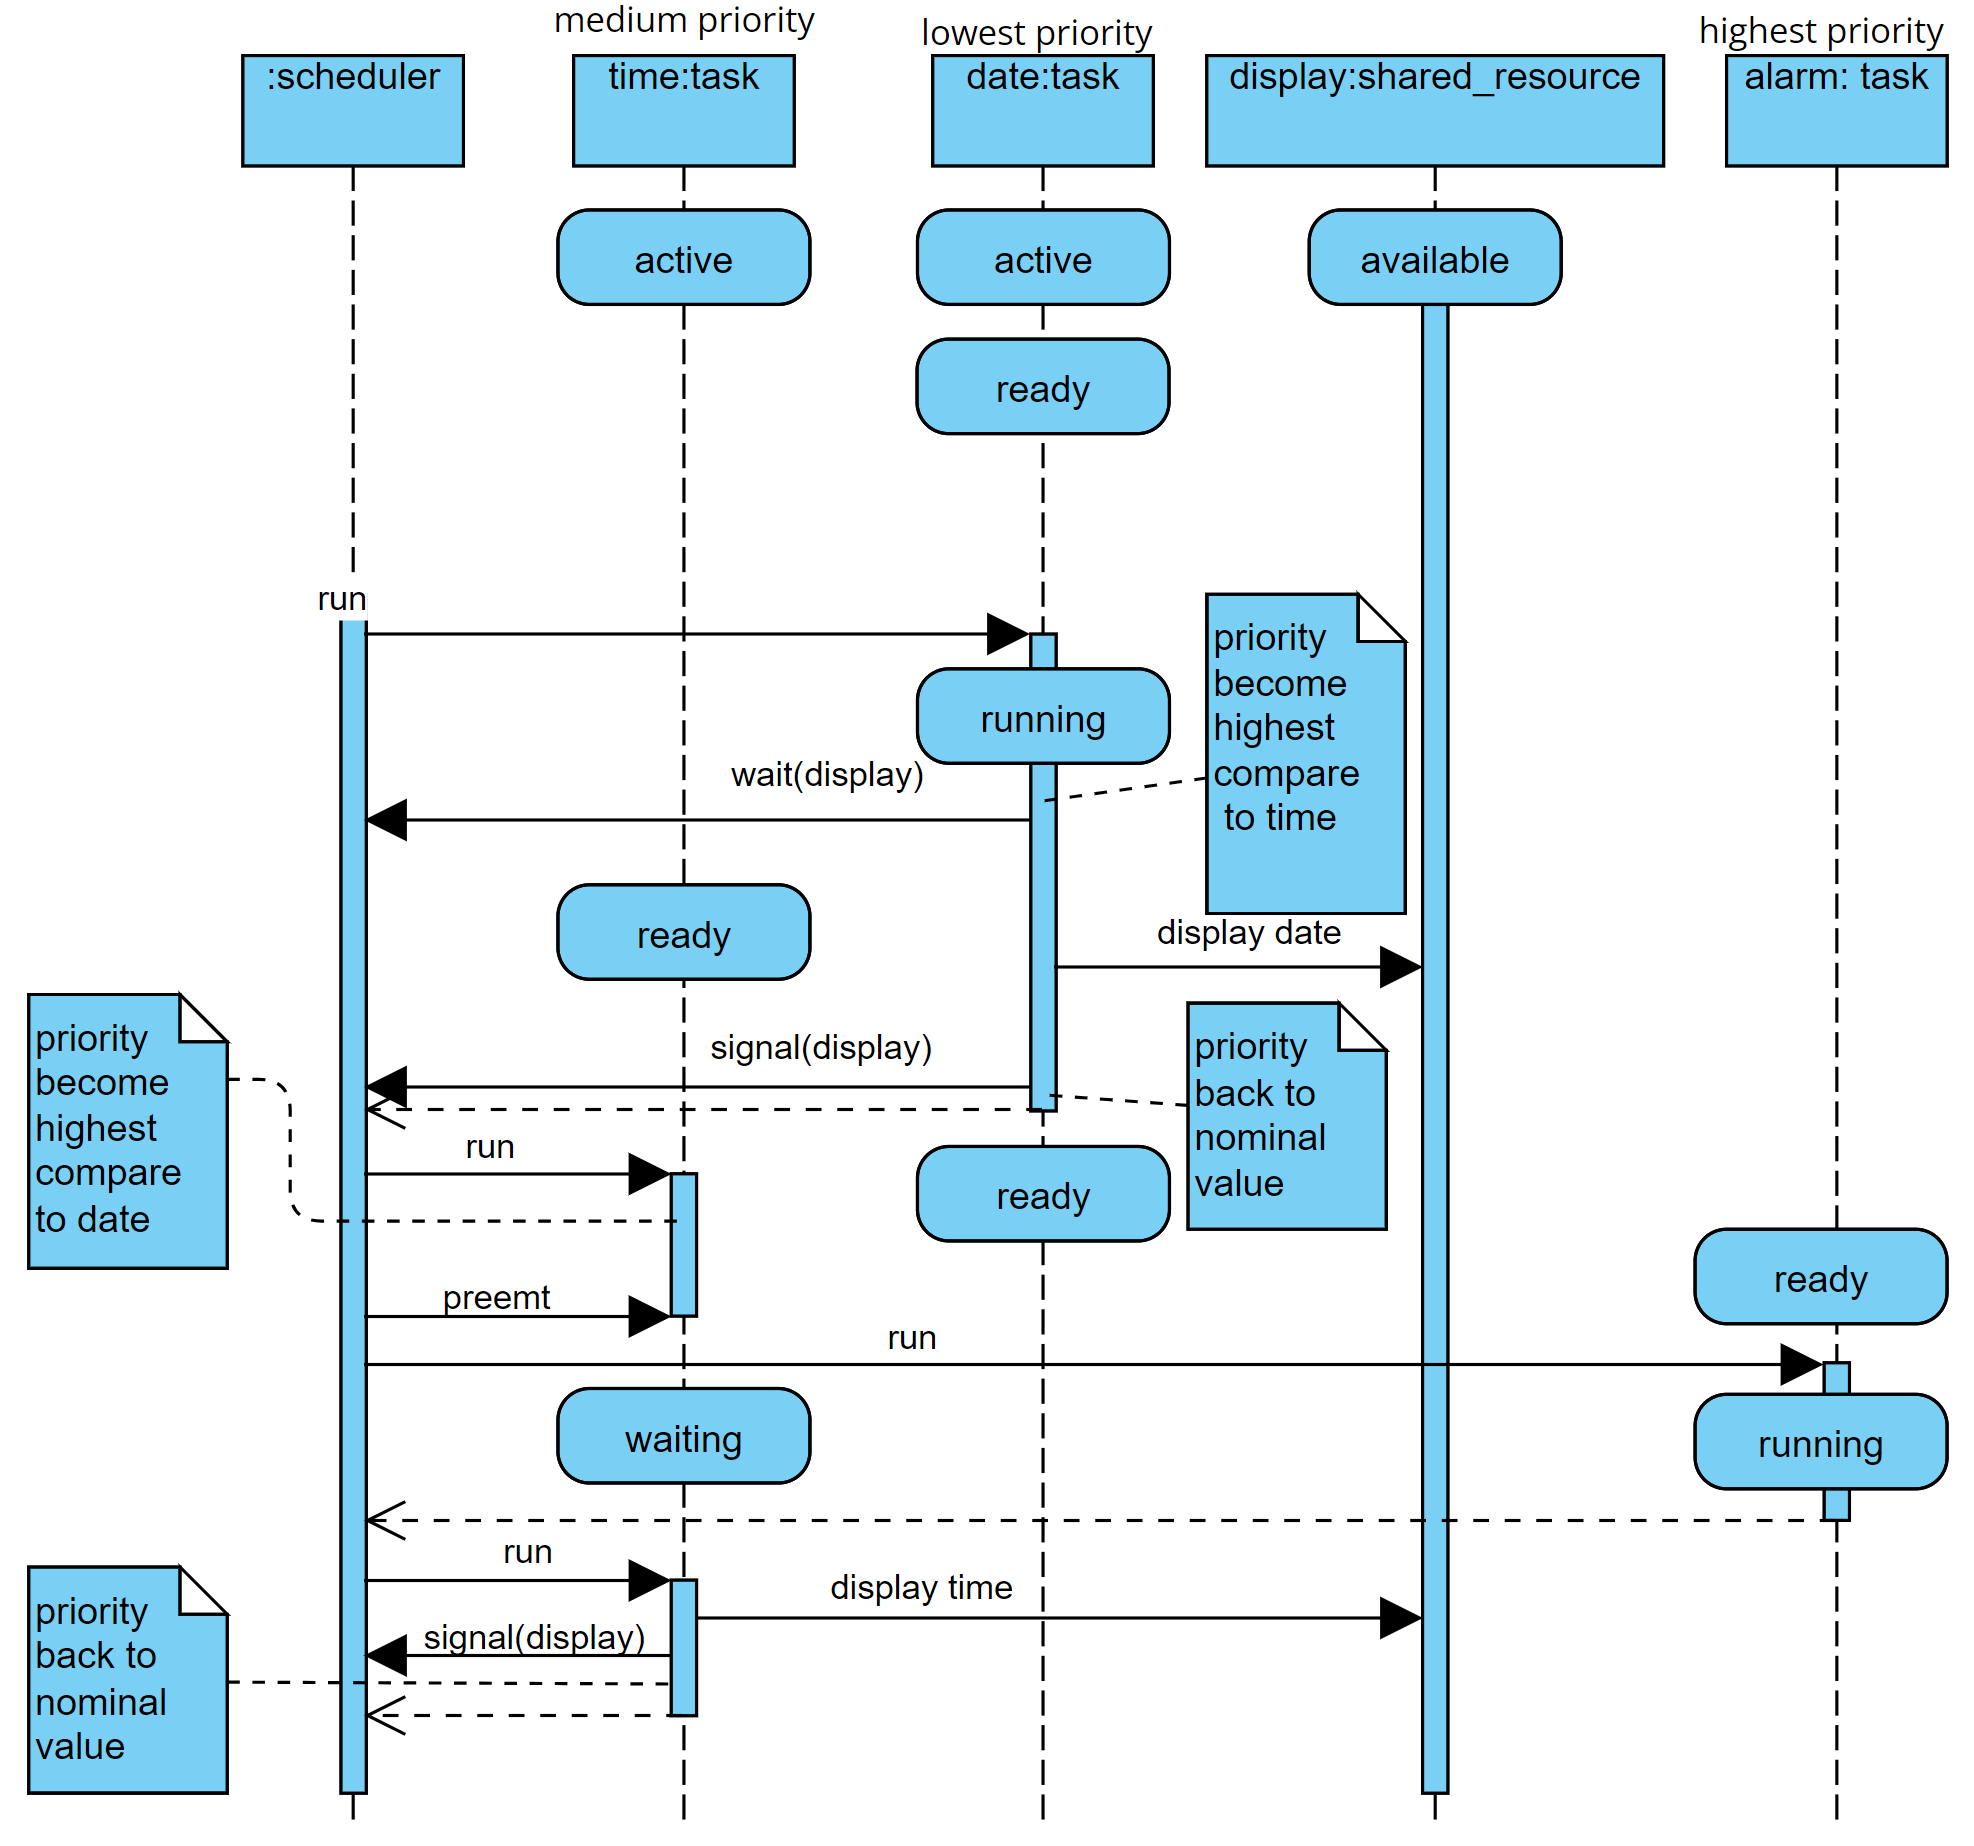 medium priority
lowest priority
highest priority
:scheduler
time:task
date:task
display:shared_resource
alarm: task
active
active
available
ready
run
priority
become
highest
compare
to time
running
wait(display)
ready
display date
priority
become
highest
compare
to date
signal(display)
priority
back to
nominal
value
run
ready
ready
preemt
run
waiting
running
run
display time
priority
back to
nominal
value
signal(display)